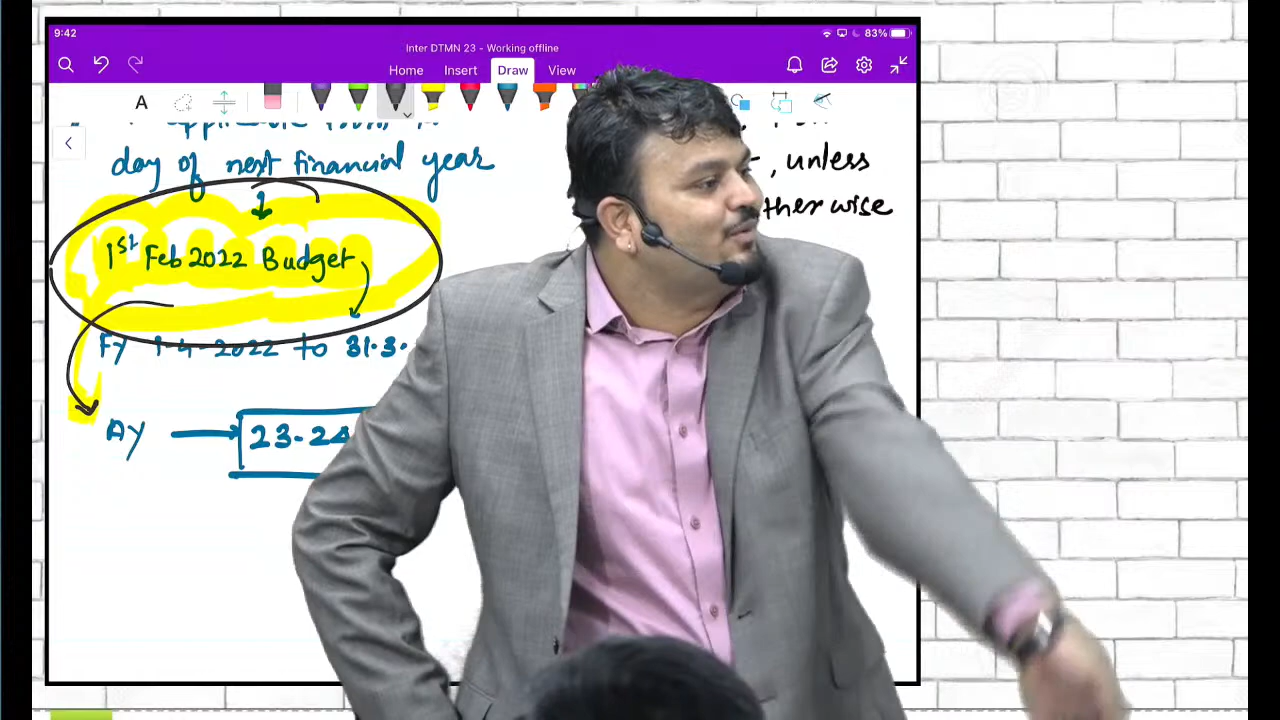 9:42
83%
Inter DTMN 23 - Working offline
Home Insert Draw View
A
day of next financial year , unless
therwise
1st Feb 2022 Budget
FY 1-4-2022 to 31.3.
AY → 23-24